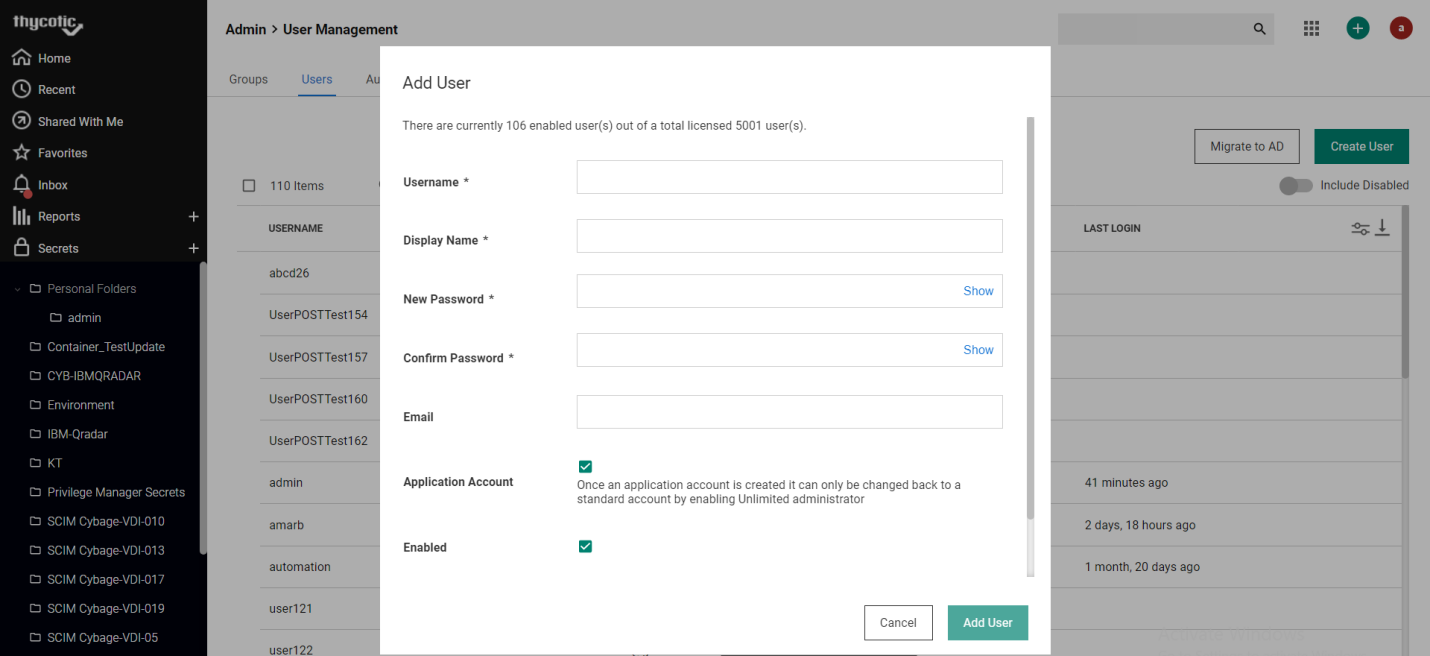 thycotic
Home
Recent
Shared With Me
Favorites
Inbox
Reports +
Secrets +
Personal Folders
admin
Container_TestUpdate
CYB-IBMQRADAR
Environment
IBM-Qradar
KT
Privilege Manager Secrets
SCIM Cybage-VDI-010
SCIM Cybage-VDI-013
SCIM Cybage-VDI-017
SCIM Cybage-VDI-019
SCIM Cybage-VDI-05
Admin > User Management
a
Groups Users Au
Migrate to AD Create User
110 Items
Include Disabled
USERNAME LAST LOGIN
abcd26
UserPOSTTest154
UserPOSTTest157
UserPOSTTest160
UserPOSTTest162
admin 41 minutes ago
amarb 2 days, 18 hours ago
automation 1 month, 20 days ago
user121
user122
Add User
There are currently 106 enabled user(s) out of a total licensed 5001 user(s).
Username *
Display Name *
New Password * Show
Confirm Password * Show
Email
Application Account
Once an application account is created it can only be changed back to a
standard account by enabling Unlimited administrator
Enabled
Cancel Add User
Activate Windows